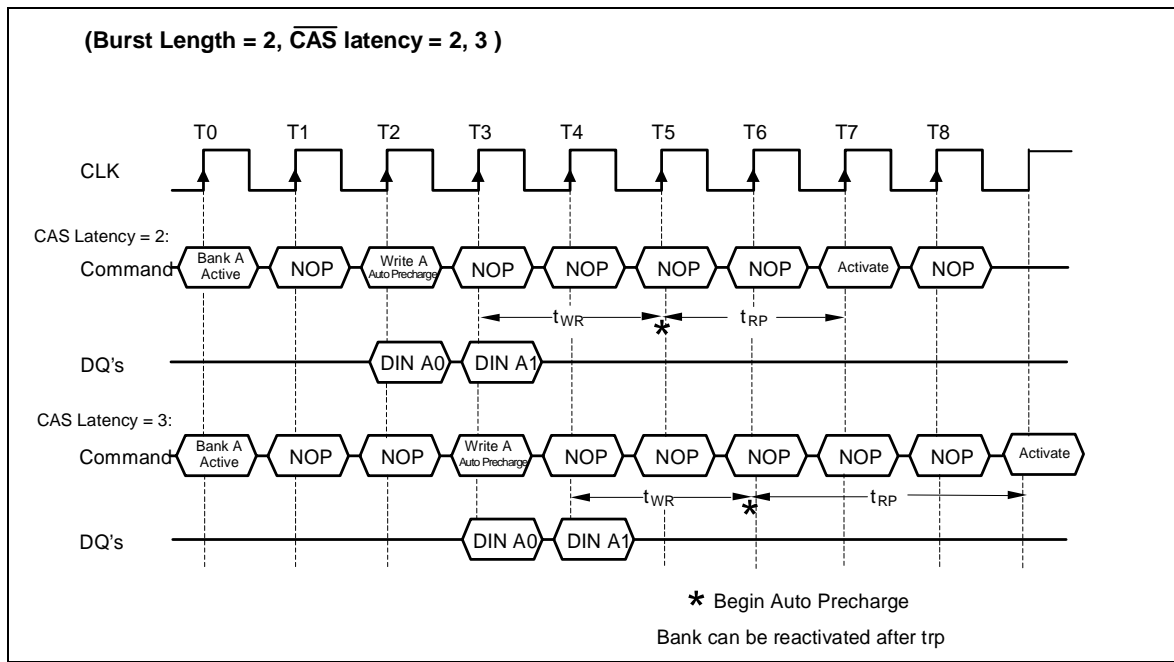 (Burst Length = 2, CAS latency = 2, 3 )
T0 T1 T2 T3 T4 T5 T6 T7 T8
CLK
CAS Latency = 2:
Command
Bank A
Active
NOP
Write A
Auto Precharge
NOP
NOP
NOP
NOP
Activate
NOP
tWR
*
tRP
DQ's
DIN A0
DIN A1
CAS Latency = 3:
Command
Bank A
Active
NOP
NOP
Write A
Auto Precharge
NOP
NOP
NOP
NOP
NOP
Activate
tWR
*
tRP
DQ's
DIN A0
DIN A1
* Begin Auto Precharge
Bank can be reactivated after trp